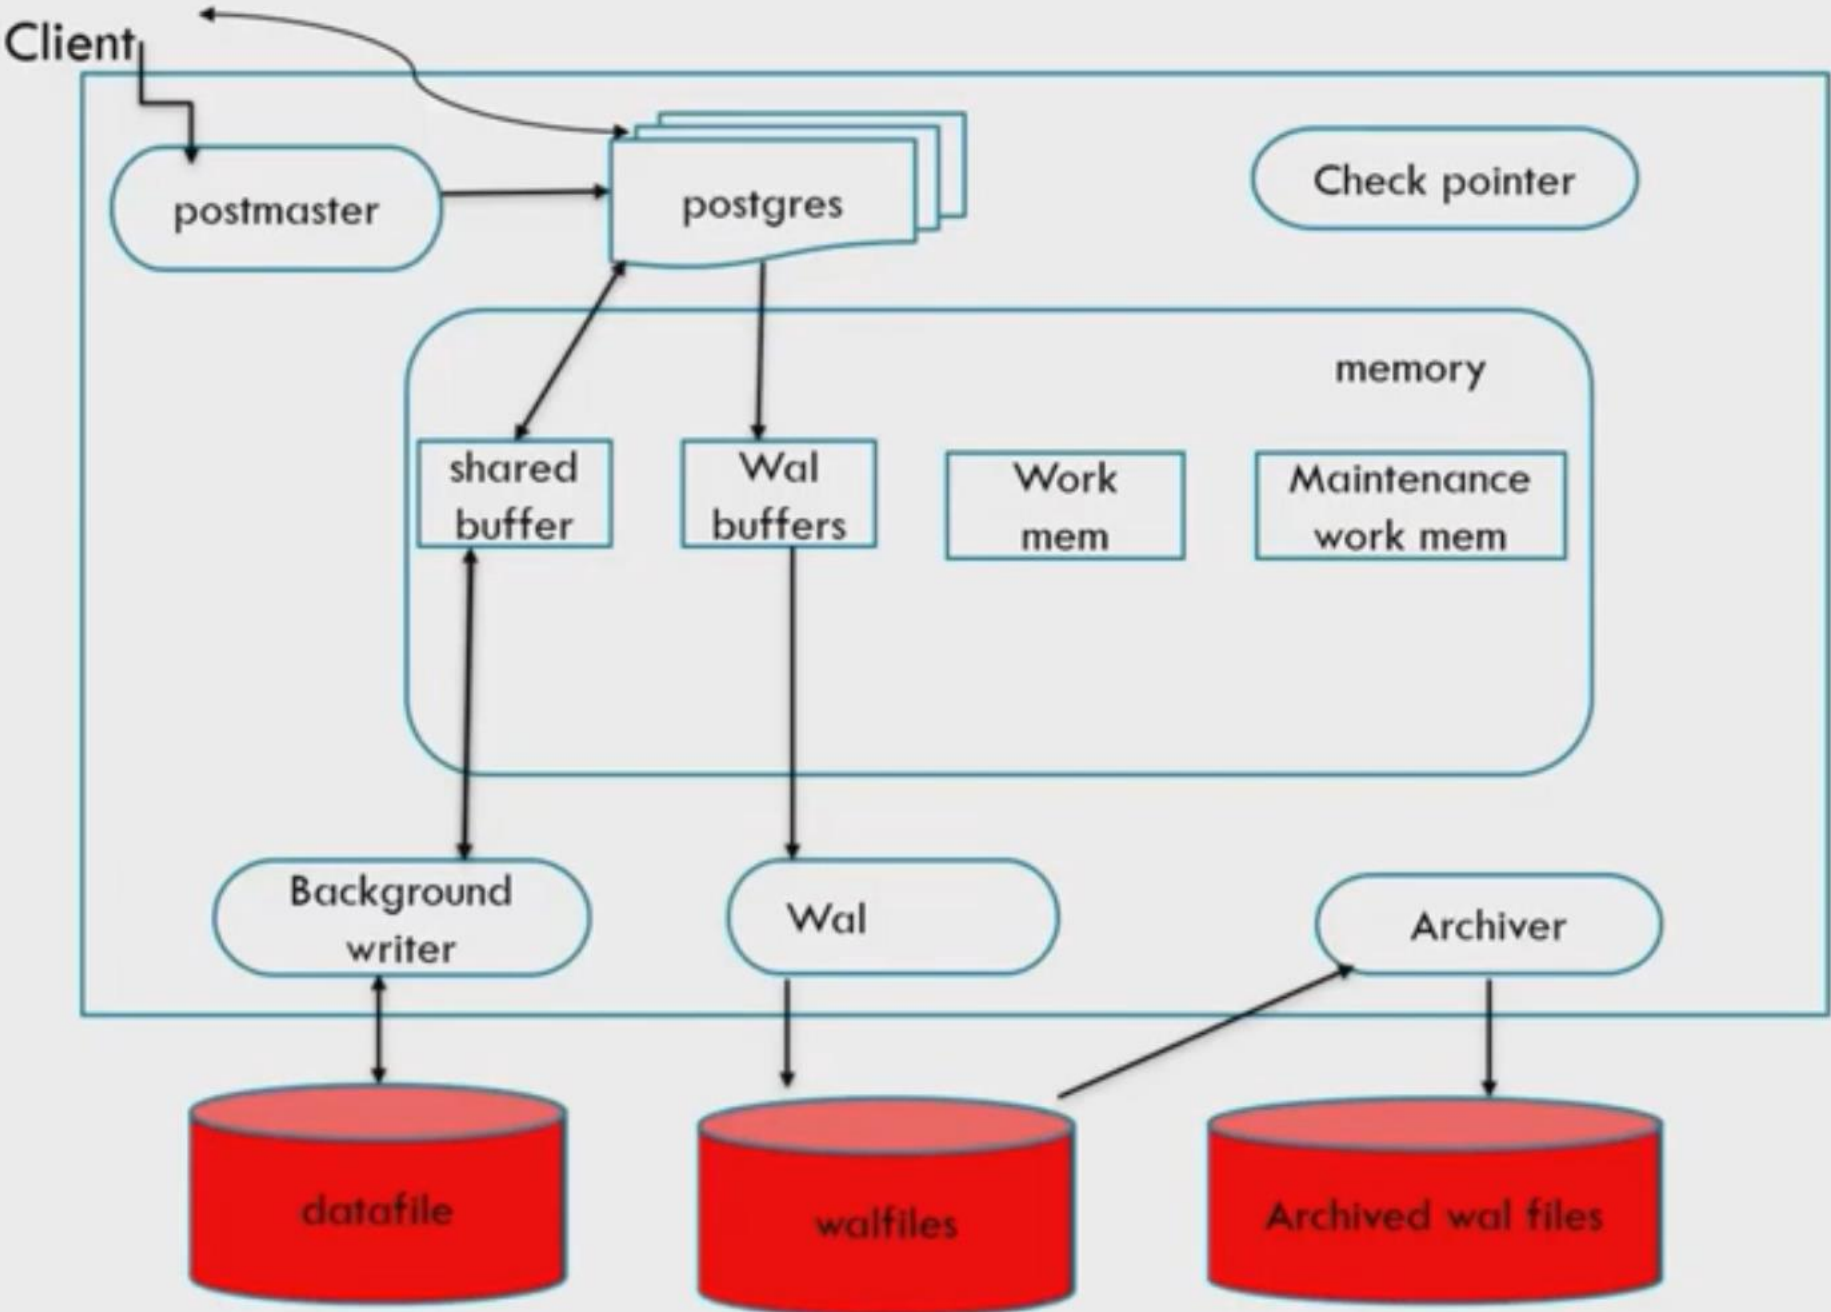 Client
postmaster
postgres
Check pointer
memory
shared
buffer
Wal
buffers
Work
mem
Maintenance
work mem
Background
writer
Wal
Archiver
datafile
walfiles
Archived wal files